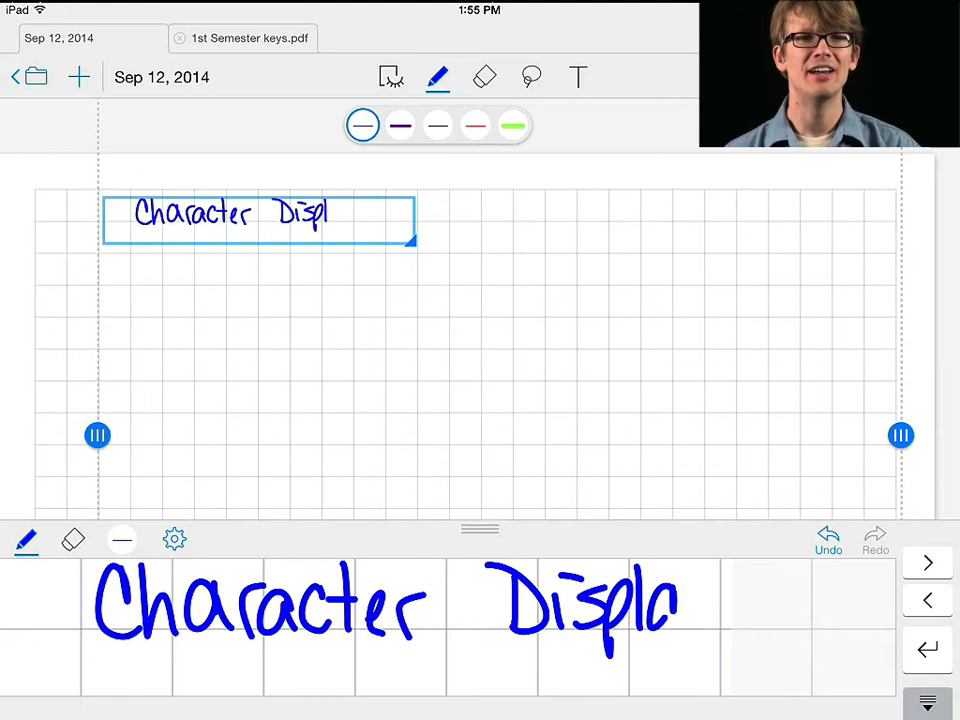 iPad 1:55 PM
Sep 12, 2014 1st Semester keys.pdf
Sep 12, 2014 T
Character Displ
Undo Redo
Character Displa